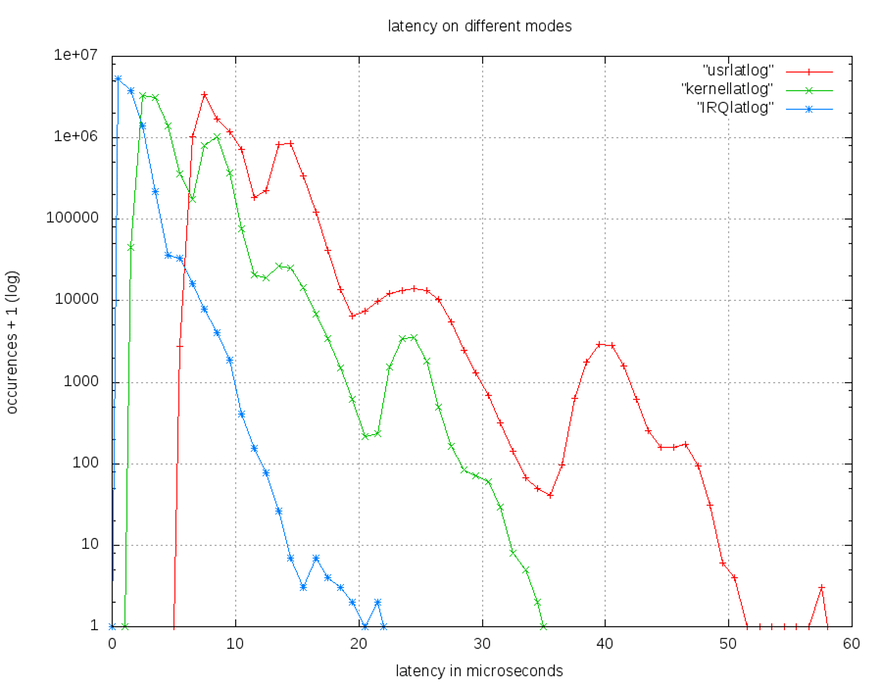 latency on different modes
"usrlatlog"
"kernellatlog"
"IRQlatlog"
1e+07
1e+06
100000
10000
1000
100
10
1
occurences + 1 (log)
0 10 20 30 40 50 60
latency in microseconds